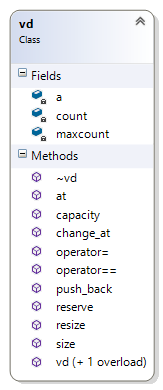 vd
Class
Fields
a
count
maxcount
Methods
~vd
at
capacity
change_at
operator=
operator==
push_back
reserve
resize
size
vd (+ 1 overload)